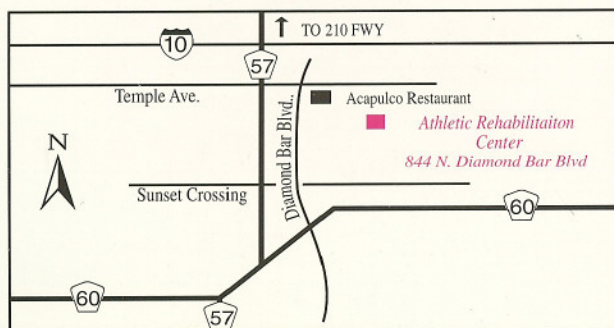 10
TO 210 FWY
57
Temple Ave.
Acapulco Restaurant
Athletic Rehabilitaiton
Center
844 N. Diamond Bar Blvd
N
Diamond Bar Blvd..
Sunset Crossing
60
60
57